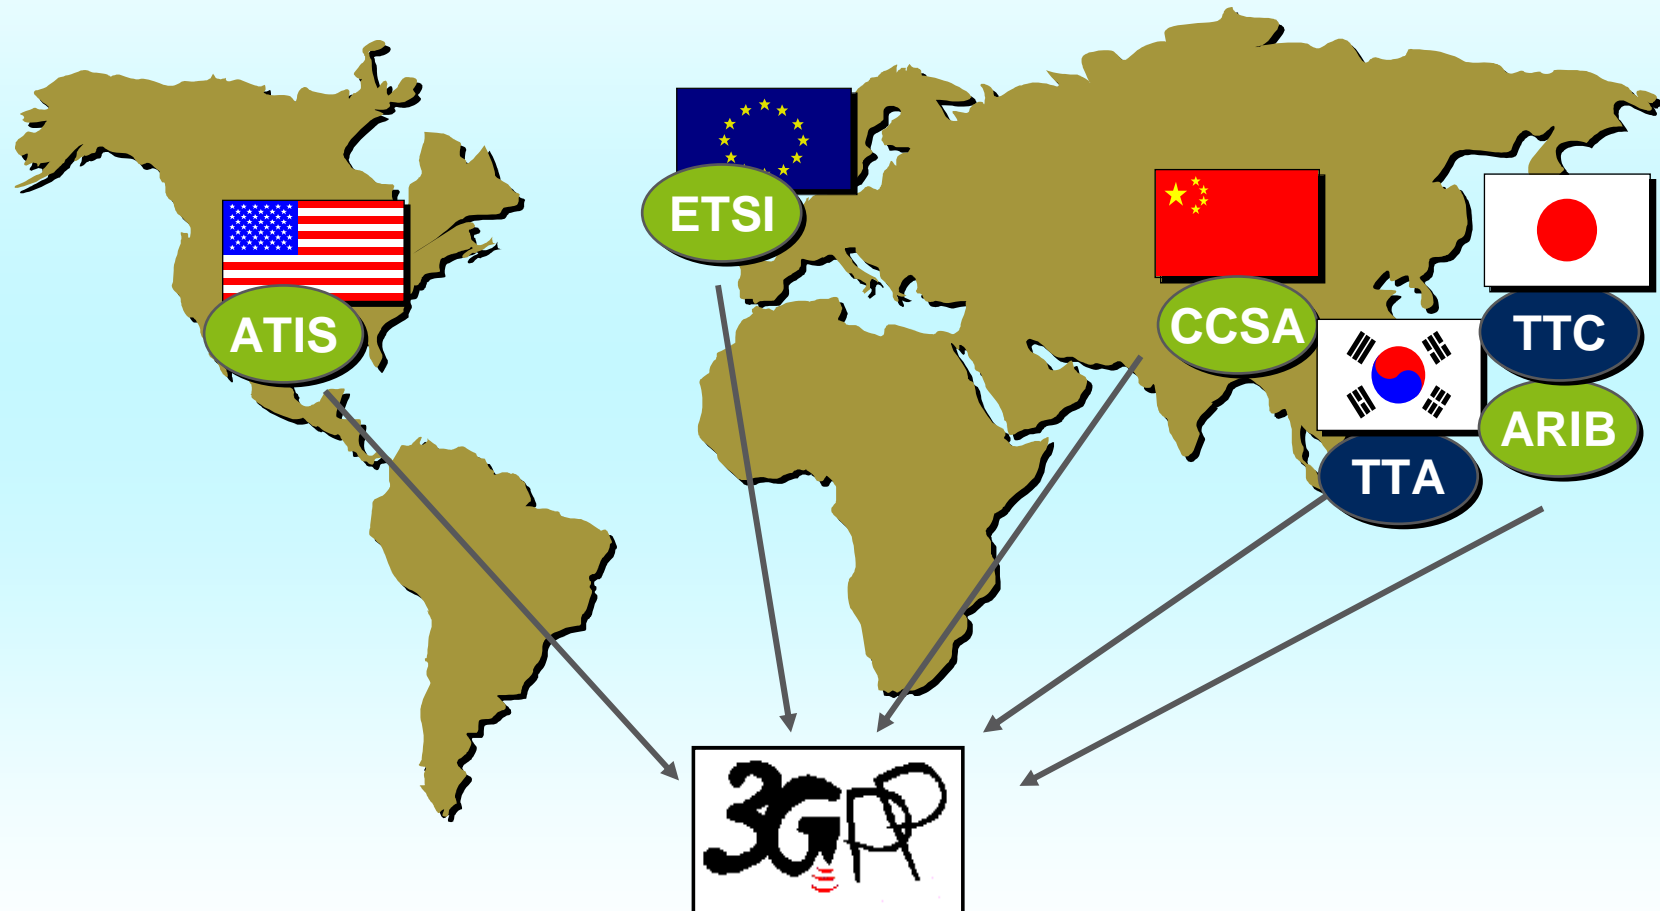 ETSI
ATIS
CCSA
TTC
ARIB
TTA
3GPP